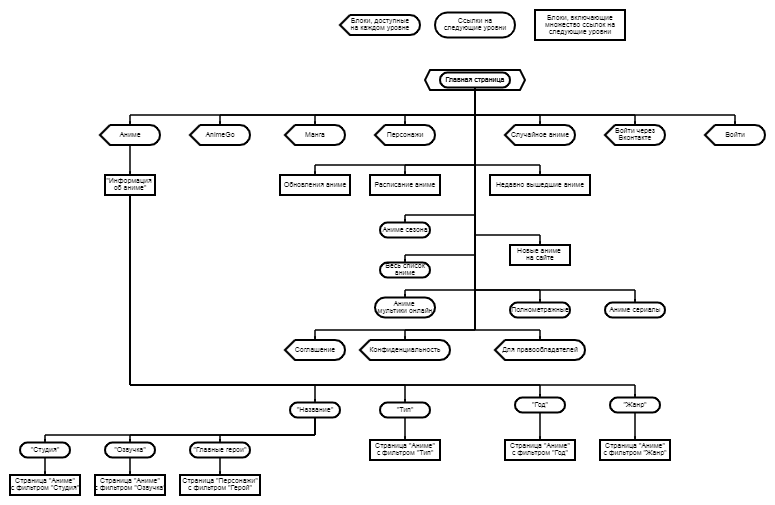 Блоки, доступные
на каждом уровне
Ссылки на
следующие уровни
Блоки, включающие
множество ссылок на
следующие уровни
Главная страница
Аниме
AnimeGo
Манга
Персонажи
Случайное аниме
Войти через
Вконтакте
Войти
"Информация
об аниме"
Обновления аниме
Расписание аниме
Недавно вышедшие аниме
Аниме сезона
Новые аниме
на сайте
Весь список
аниме
Аниме
мультики онлайн
Полнометражные
Аниме сериалы
Соглашение
Конфиденциальность
Для правообладателей
"Название"
"Тип"
"Год"
"Жанр"
Страница "Аниме"
с фильтром "Тип"
Страница "Аниме"
с фильтром "Год"
Страница "Аниме"
с фильтром "Жанр"
"Студия"
"Озвучка"
"Главные герои"
Страница "Аниме"
с фильтром "Студия"
Страница "Аниме"
с фильтром "Озвучка"
Страница "Персонажи"
с фильтром "Герой"